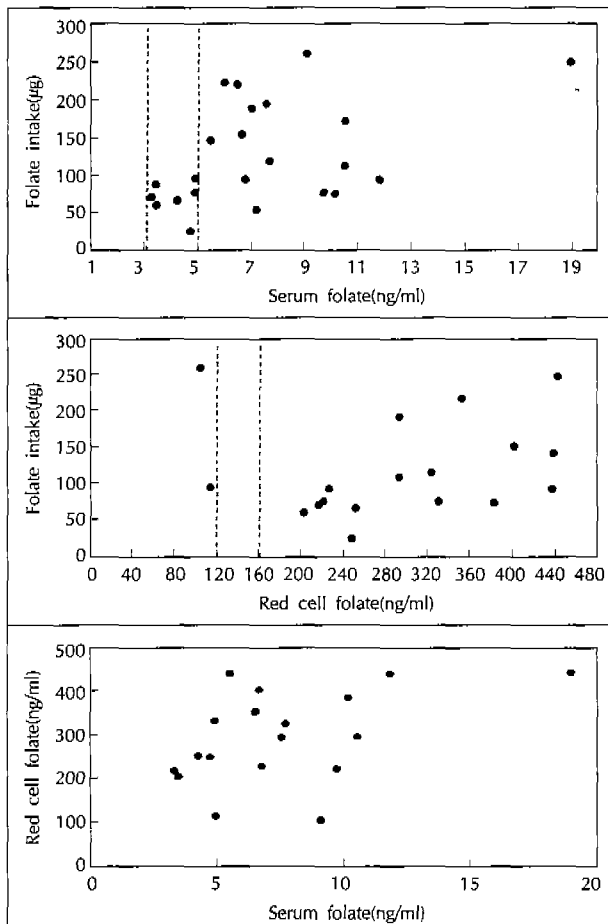 300
250
200
150
100
50
0
Folate intake(μg)
1 3 5 7 9 11 13 15 17 19
Serum folate(ng/ml)
300
250
200
150
100
50
0
Folate intake(μg)
0 40 80 120 160 200 240 280 320 360 400 440 480
Red cell folate(ng/ml)
500
400
300
200
100
0
Red cell folate(ng/ml)
0 5 10 15 20
Serum folate(ng/ml)